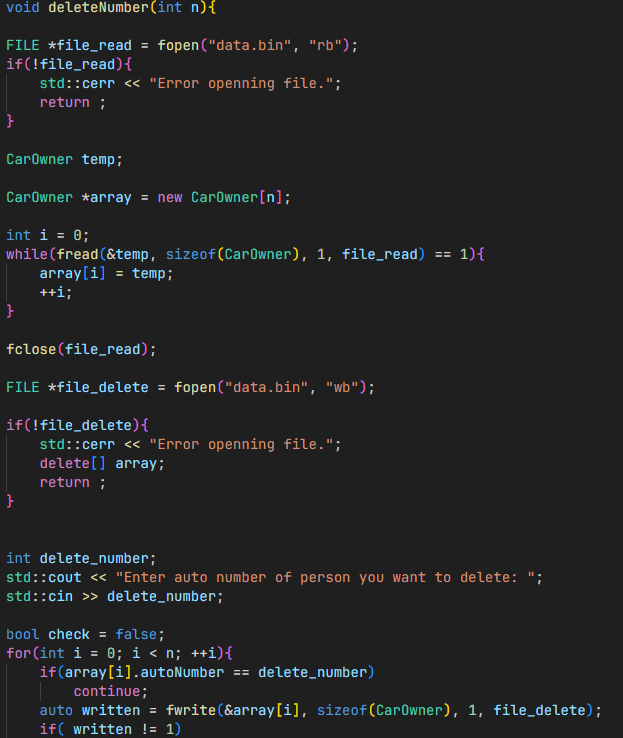 void deleteNumber(int n){
FILE *file_read = fopen("data.bin", "rb");
if(!file_read){
    std::cerr << "Error openning file.";
    return ;
}
CarOwner temp;
CarOwner *array = new CarOwner[n];
int i = 0;
while(fread(&temp, sizeof(CarOwner), 1, file_read) == 1){
    array[i] = temp;
    ++i;
}
fclose(file_read);
FILE *file_delete = fopen("data.bin", "wb");
if(!file_delete){
    std::cerr << "Error openning file.";
    delete[] array;
    return ;
}
int delete_number;
std::cout << "Enter auto number of person you want to delete: ";
std::cin >> delete_number;
bool check = false;
for(int i = 0; i < n; ++i){
    if(array[i].autoNumber == delete_number)
        continue;
    auto written = fwrite(&array[i], sizeof(CarOwner), 1, file_delete);
    if( written != 1)